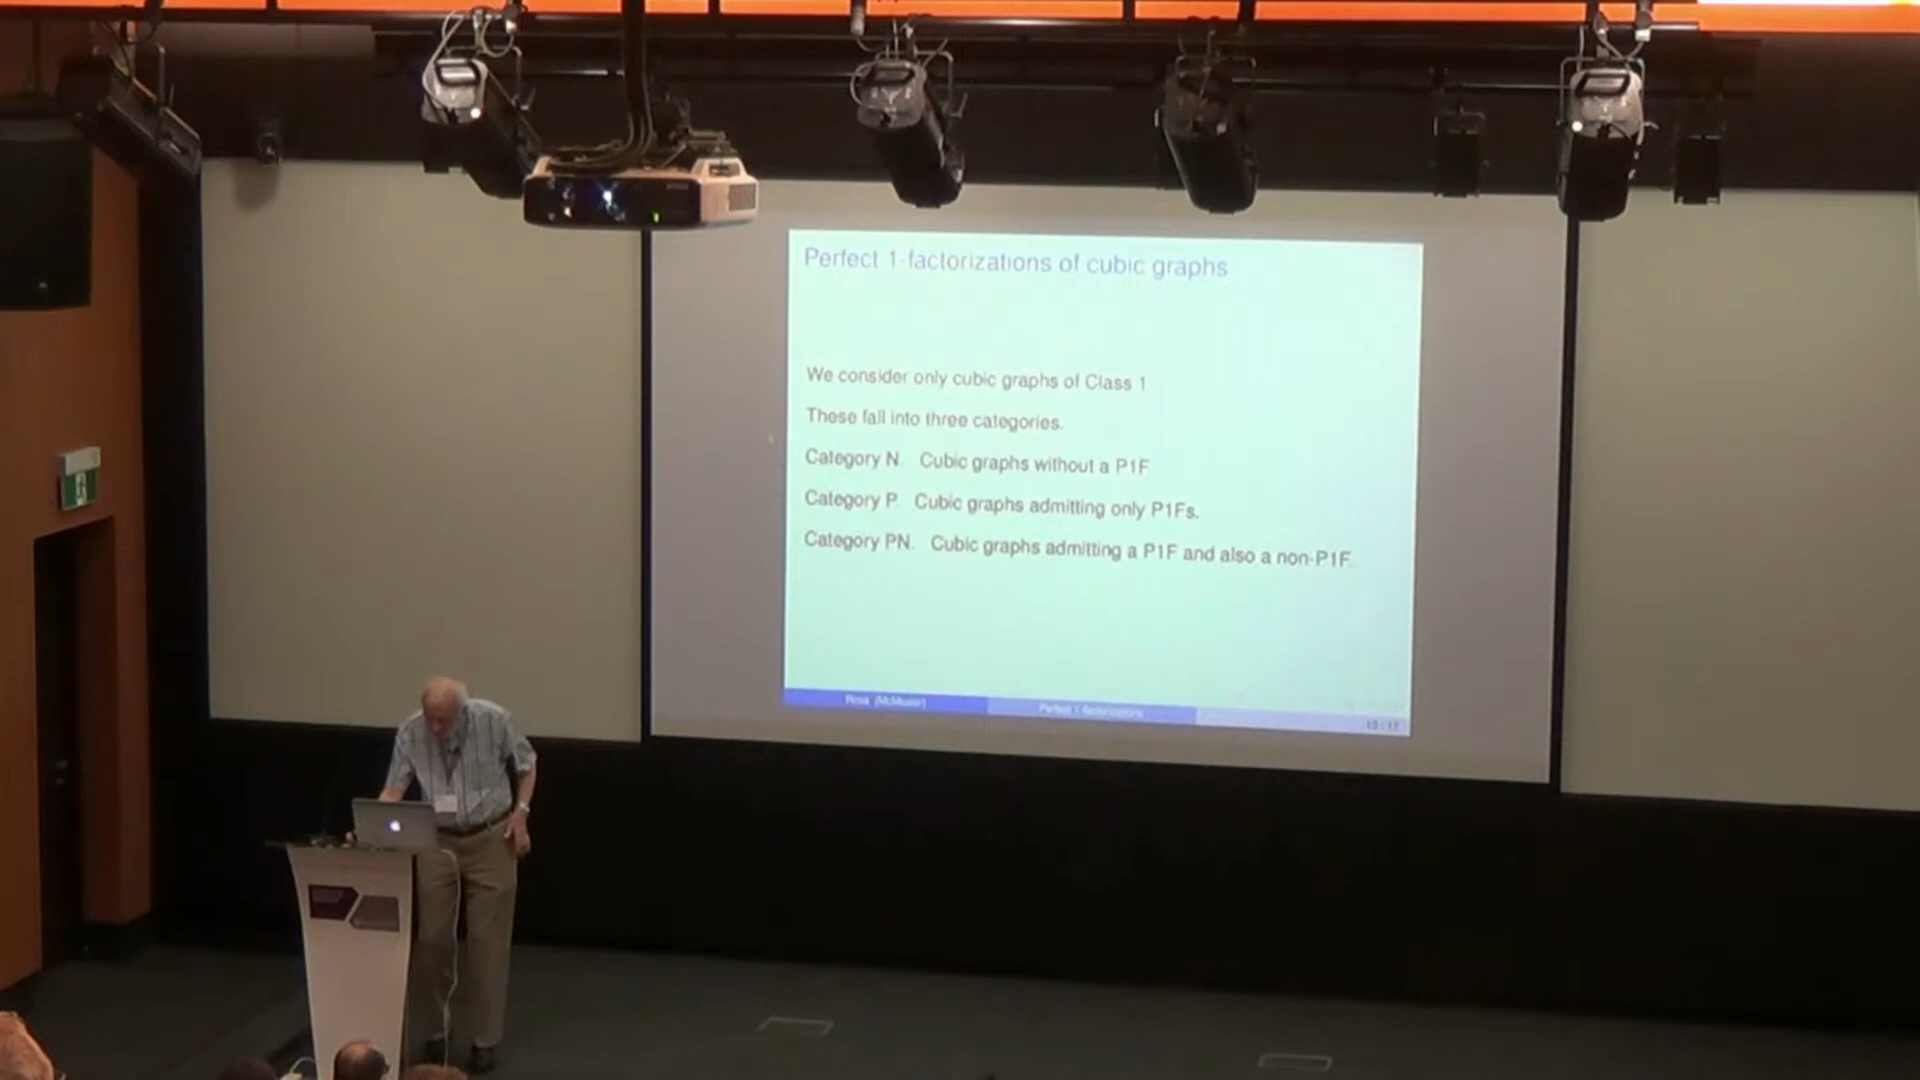 Perfect 1-factorizations of cubic graphs
We consider only cubic graphs of Class 1
These fall into three categories.
Category N. Cubic graphs without a P1F
Category P. Cubic graphs admitting only P1Fs.
Category PN. Cubic graphs admitting a P1F and also a non-P1F.
Rosa (McMaster)
Perfect 1-factorizations